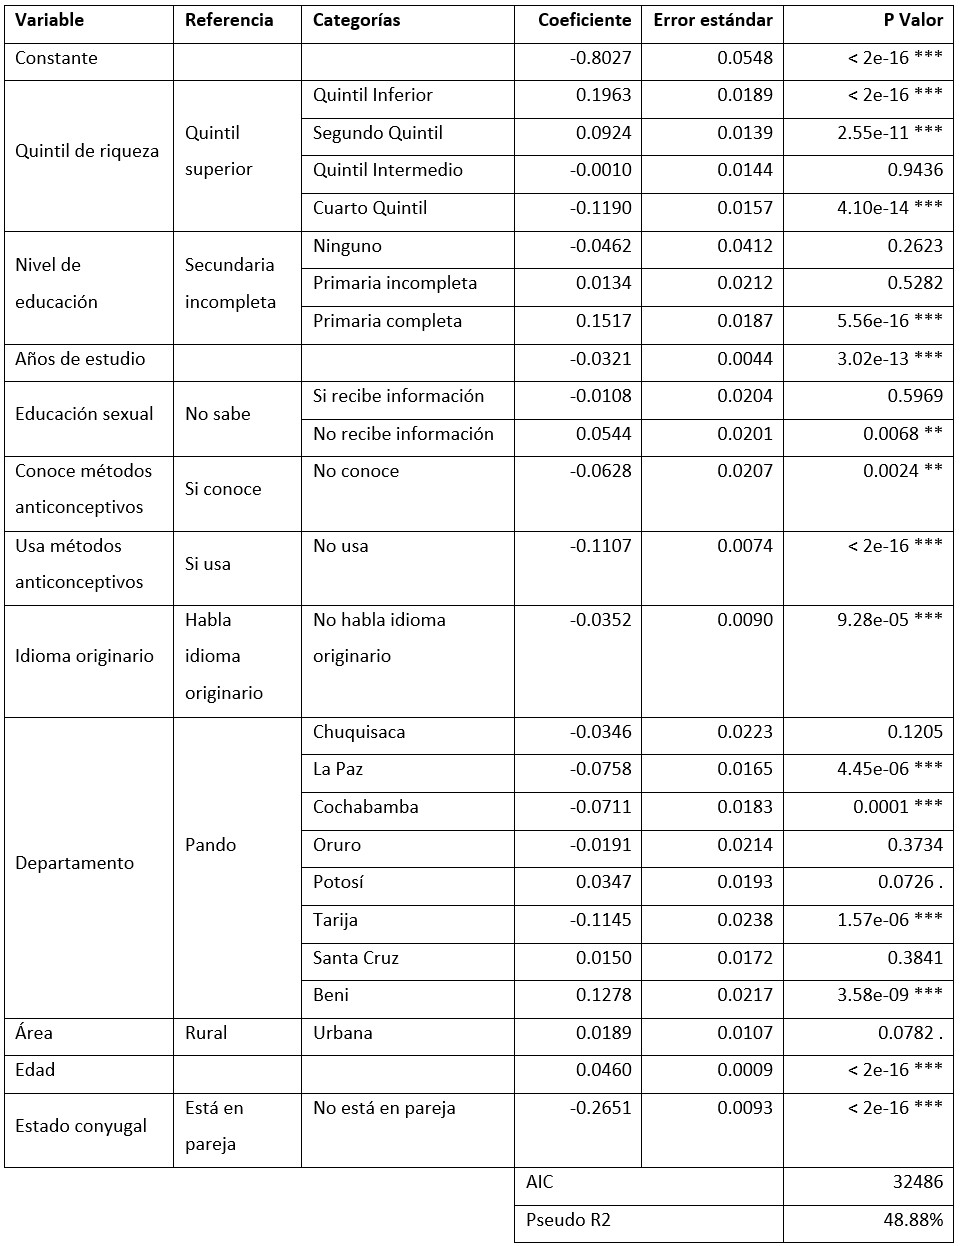 Variable Referencia Categorías Coeficiente Error estándar P Valor
Constante -0.8027 0.0548 < 2e-16 ***
Quintil de riqueza
Quintil
superior
Quintil Inferior 0.1963 0.0189 < 2e-16 ***
Segundo Quintil 0.0924 0.0139 2.55e-11 ***
Quintil Intermedio -0.0010 0.0144 0.9436
Cuarto Quintil -0.1190 0.0157 4.10e-14 ***
Nivel de
educación
Secundaria
incompleta
Ninguno -0.0462 0.0412 0.2623
Primaria incompleta 0.0134 0.0212 0.5282
Primaria completa 0.1517 0.0187 5.56e-16 ***
Años de estudio -0.0321 0.0044 3.02e-13 ***
Educación sexual
No sabe
Si recibe información -0.0108 0.0204 0.5969
No recibe información 0.0544 0.0201 0.0068 **
Conoce métodos
anticonceptivos
Si conoce
No conoce -0.0628 0.0207 0.0024 **
Usa métodos
anticonceptivos
Si usa
No usa -0.1107 0.0074 < 2e-16 ***
Idioma originario
Habla
idioma
originario
No habla idioma
originario
-0.0352 0.0090 9.28e-05 ***
Departamento
Pando
Chuquisaca -0.0346 0.0223 0.1205
La Paz -0.0758 0.0165 4.45e-06 ***
Cochabamba -0.0711 0.0183 0.0001 ***
Oruro -0.0191 0.0214 0.3734
Potosí 0.0347 0.0193 0.0726 .
Tarija -0.1145 0.0238 1.57e-06 ***
Santa Cruz 0.0150 0.0172 0.3841
Beni 0.1278 0.0217 3.58e-09 ***
Área Rural Urbana 0.0189 0.0107 0.0782 .
Edad 0.0460 0.0009 < 2e-16 ***
Estado conyugal
Está en
pareja
No está en pareja -0.2651 0.0093 < 2e-16 ***
AIC 32486
Pseudo R2 48.88%